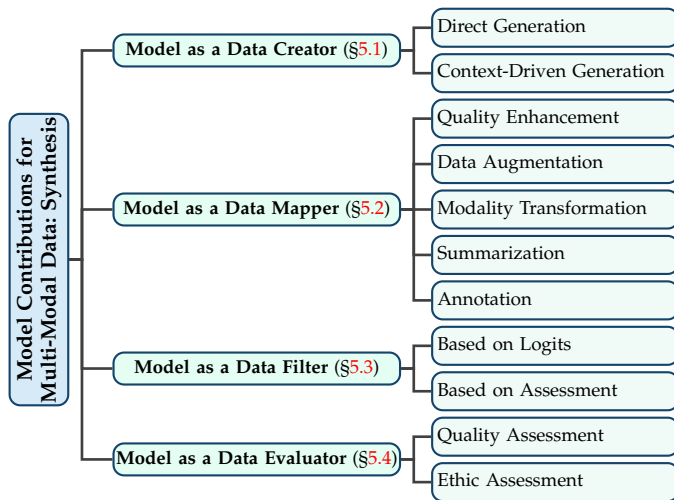 Model Contributions for
Multi-Modal Data: Synthesis
Model as a Data Creator (§5.1)
Direct Generation
Context-Driven Generation
Model as a Data Mapper (§5.2)
Quality Enhancement
Data Augmentation
Modality Transformation
Summarization
Annotation
Model as a Data Filter (§5.3)
Based on Logits
Based on Assessment
Model as a Data Evaluator (§5.4)
Quality Assessment
Ethic Assessment